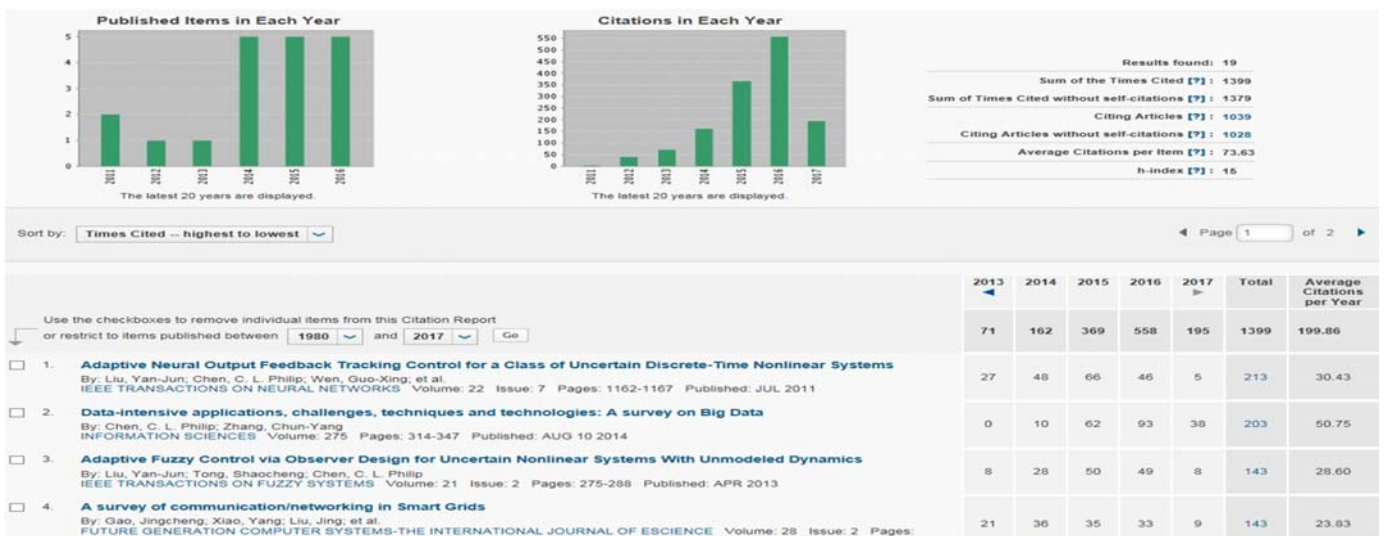 Published Items in Each Year
5
4
3
2
1
0
2011
2012
2013
2014
2015
2016
The latest 20 years are displayed.
Citations in Each Year
550
500
450
400
350
300
250
200
150
100
50
0
2011
2012
2013
2014
2015
2016
2017
The latest 20 years are displayed.
Results found: 19
Sum of the Times Cited [?] : 1399
Sum of Times Cited without self-citations [?] : 1379
Citing Articles [?] : 1039
Citing Articles without self-citations [?] : 1028
Average Citations per Item [?] : 73.63
h-index [?] : 15
Sort by: Times Cited -- highest to lowest
Page 1 of 2
2013 2014 2015 2016 2017 Total Average Citations per Year
Use the checkboxes to remove individual items from this Citation Report
or restrict to items published between 1980 and 2017 Go
71 162 369 558 195 1399 199.86
1. Adaptive Neural Output Feedback Tracking Control for a Class of Uncertain Discrete-Time Nonlinear Systems
By: Liu, Yan-Jun; Chen, C. L. Philip; Wen, Guo-Xing; et al.
IEEE TRANSACTIONS ON NEURAL NETWORKS Volume: 22 Issue: 7 Pages: 1162-1167 Published: JUL 2011
27 48 66 46 5 213 30.43
2. Data-intensive applications, challenges, techniques and technologies: A survey on Big Data
By: Chen, C. L. Philip; Zhang, Chun-Yang
INFORMATION SCIENCES Volume: 275 Pages: 314-347 Published: AUG 10 2014
0 10 62 93 38 203 50.75
3. Adaptive Fuzzy Control via Observer Design for Uncertain Nonlinear Systems With Unmodeled Dynamics
By: Liu, Yan-Jun; Tong, Shaocheng; Chen, C. L. Philip
IEEE TRANSACTIONS ON FUZZY SYSTEMS Volume: 21 Issue: 2 Pages: 275-288 Published: APR 2013
8 28 50 49 8 143 28.60
4. A survey of communication/networking in Smart Grids
By: Gao, Jingcheng; Xiao, Yang; Liu, Jing; et al.
FUTURE GENERATION COMPUTER SYSTEMS-THE INTERNATIONAL JOURNAL OF ESCIENCE Volume: 28 Issue: 2 Pages:
21 36 35 33 9 143 23.83